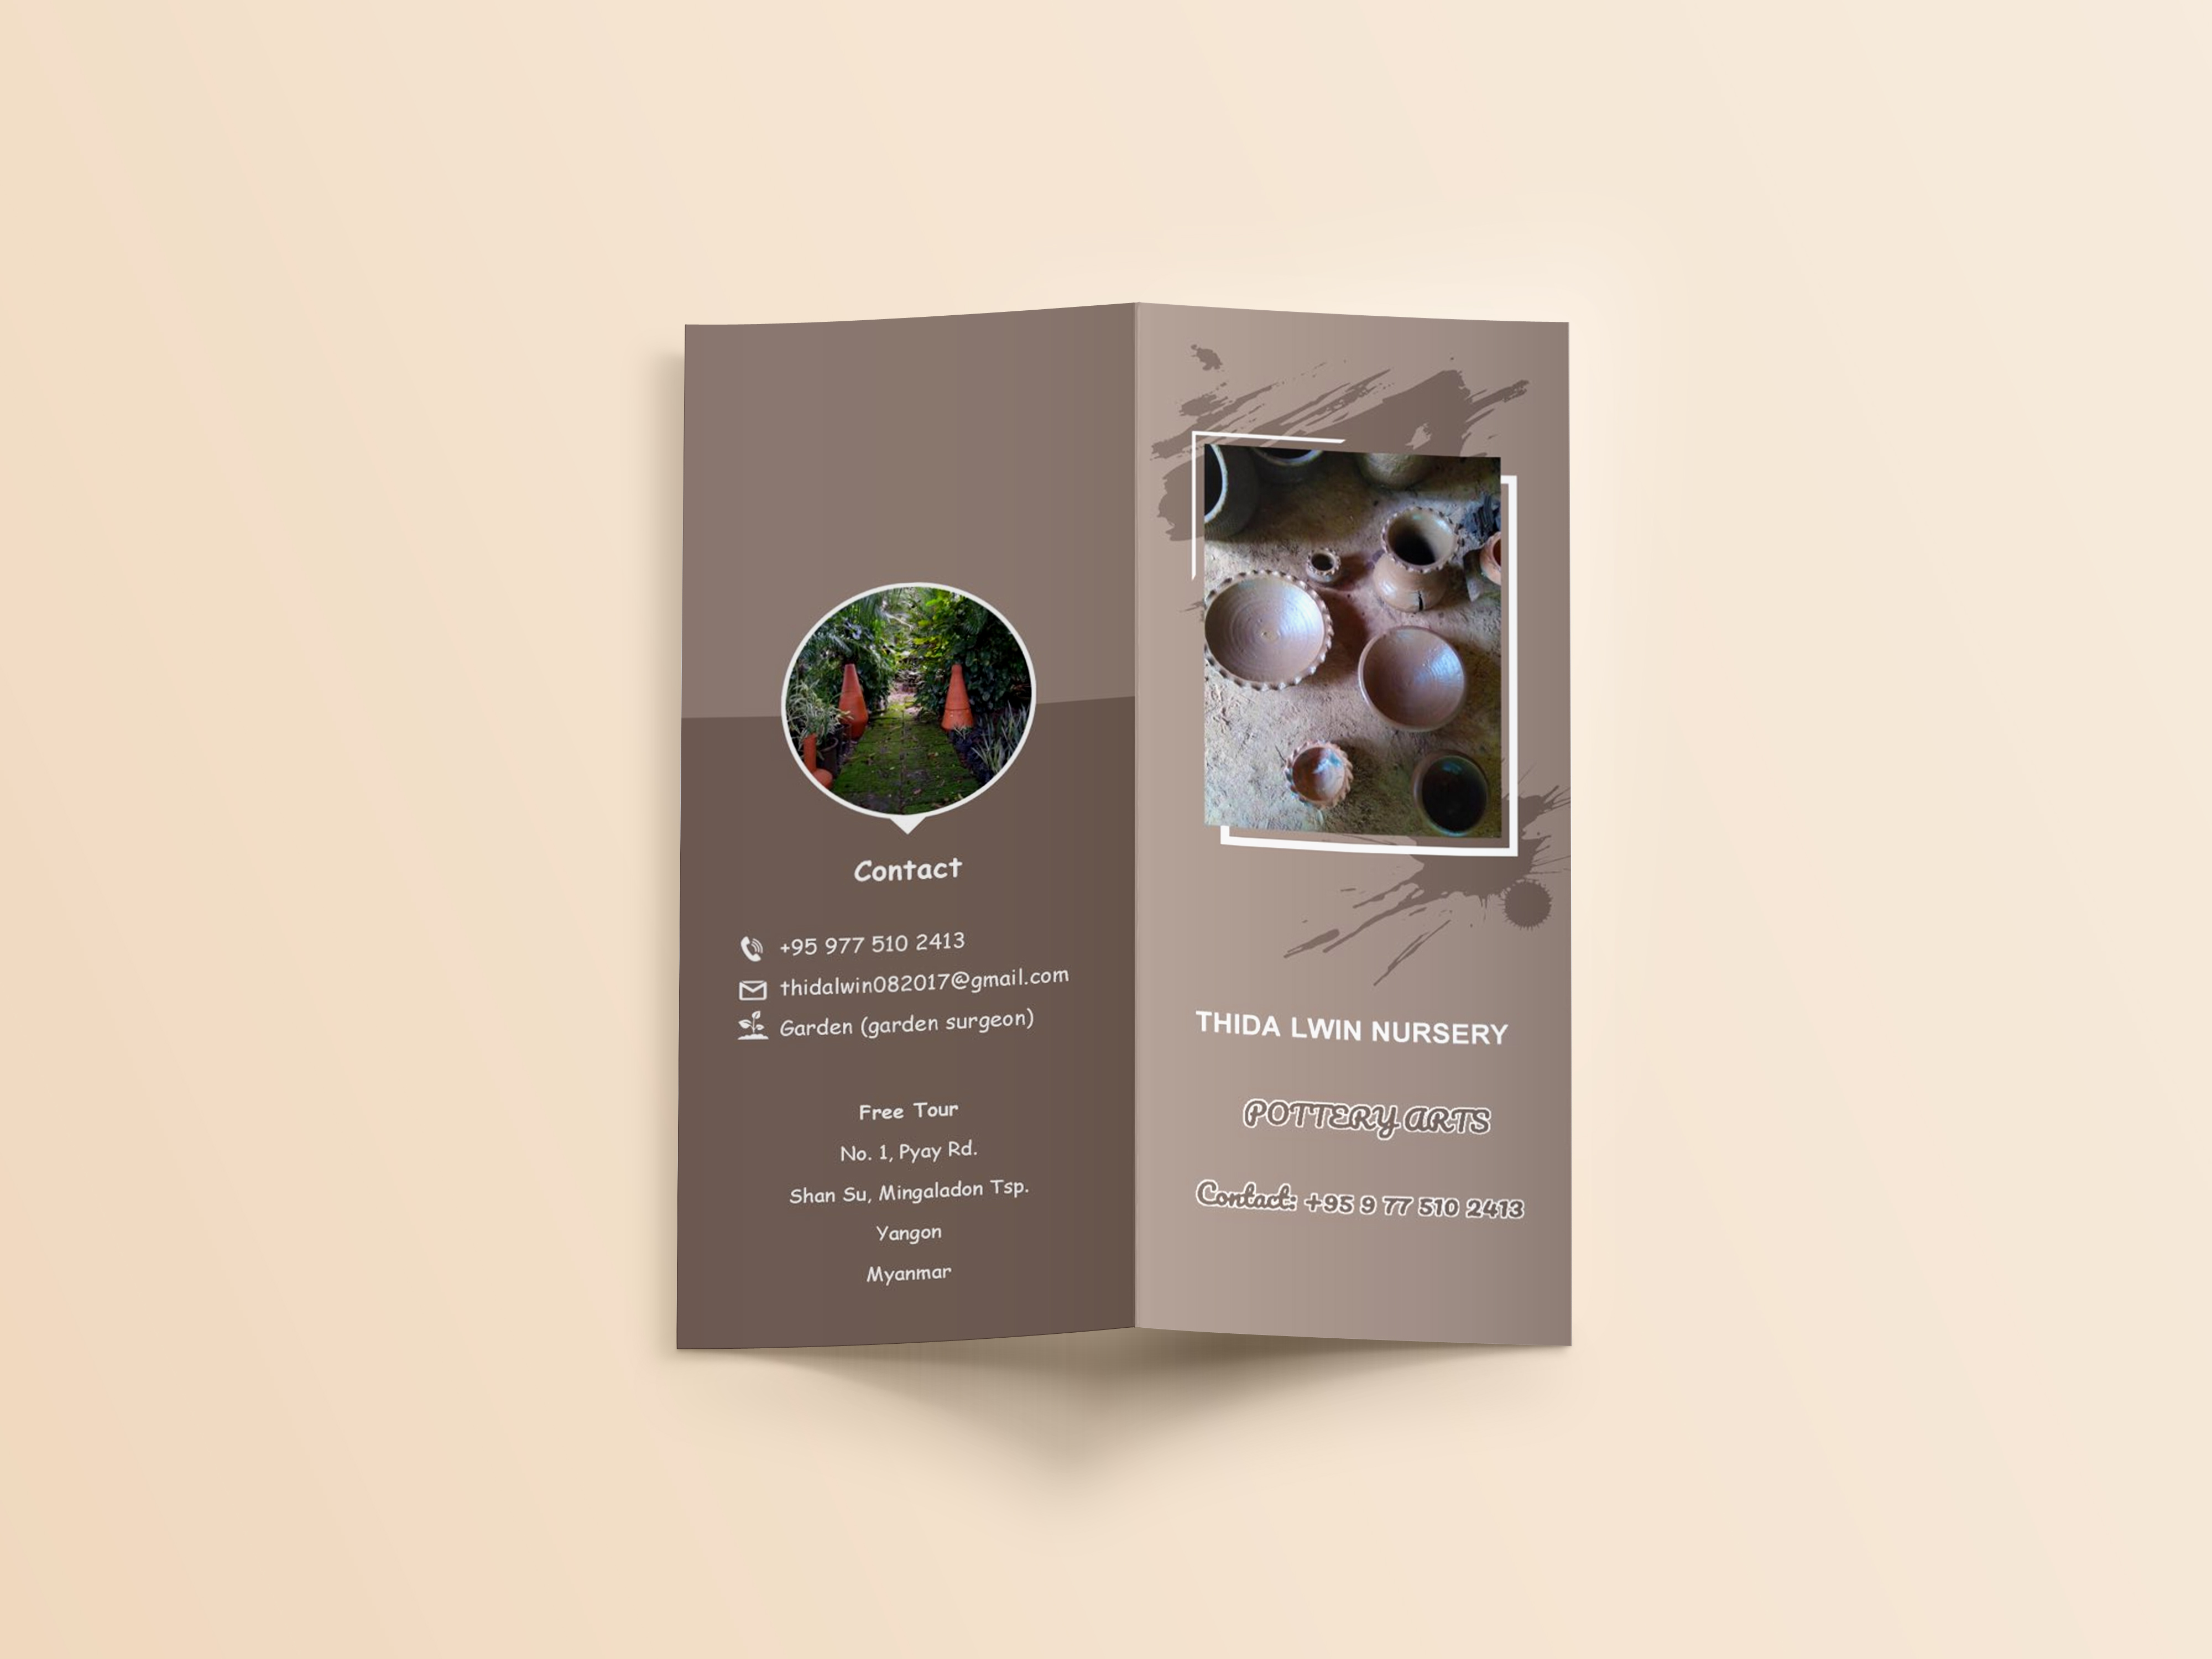 Contact
+95 977 510 2413
thidalwin082017@gmail.com
Garden (garden surgeon)
Free Tour
No. 1, Pyay Rd.
Shan Su, Mingaladon Tsp.
Yangon
Myanmar
THIDA LWIN NURSERY
POTTERY ARTS
Contact: +95 9 77 510 2413